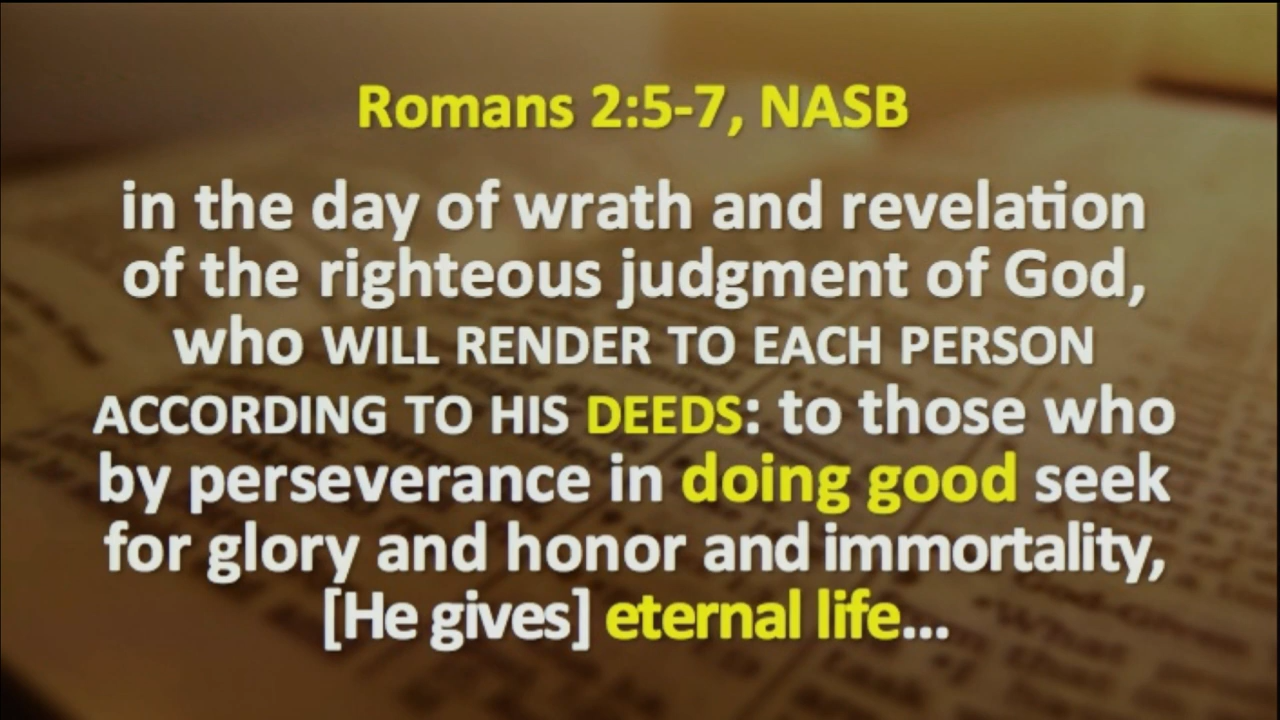 Romans 2:5-7, NASB
in the day of wrath and revelation
of the righteous judgment of God,
who WILL RENDER TO EACH PERSON
ACCORDING TO HIS DEEDS: to those who
by perseverance in doing good seek
for glory and honor and immortality,
[He gives] eternal life...